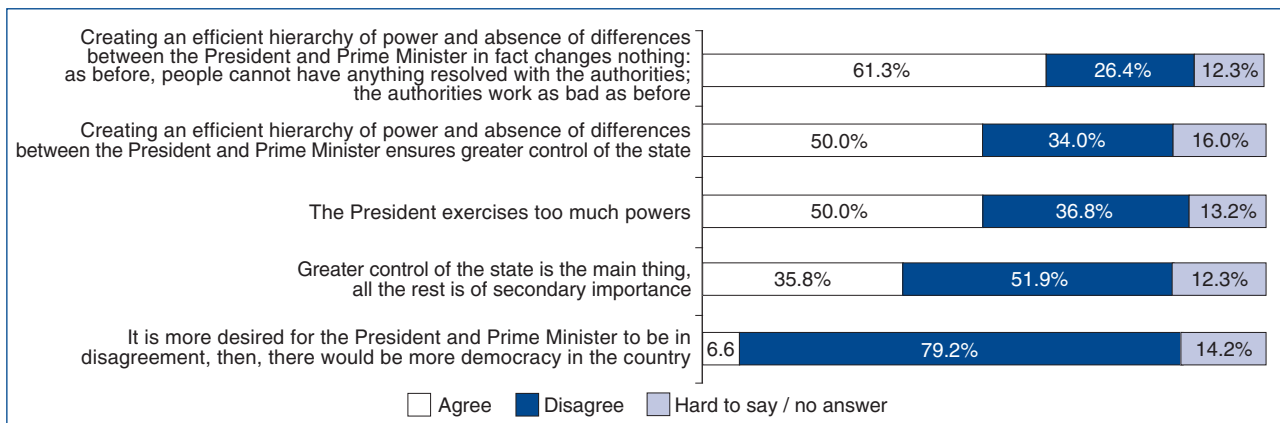 Creating an efficient hierarchy of power and absence of differences
between the President and Prime Minister in fact changes nothing:
as before, people cannot have anything resolved with the authorities;
the authorities work as bad as before
61.3% 26.4% 12.3%
Creating an efficient hierarchy of power and absence of differences
between the President and Prime Minister ensures greater control of the state
50.0% 34.0% 16.0%
The President exercises too much powers
50.0% 36.8% 13.2%
Greater control of the state is the main thing,
all the rest is of secondary importance
35.8% 51.9% 12.3%
It is more desired for the President and Prime Minister to be in
disagreement, then, there would be more democracy in the country
6.6 79.2% 14.2%
Agree Disagree Hard to say / no answer